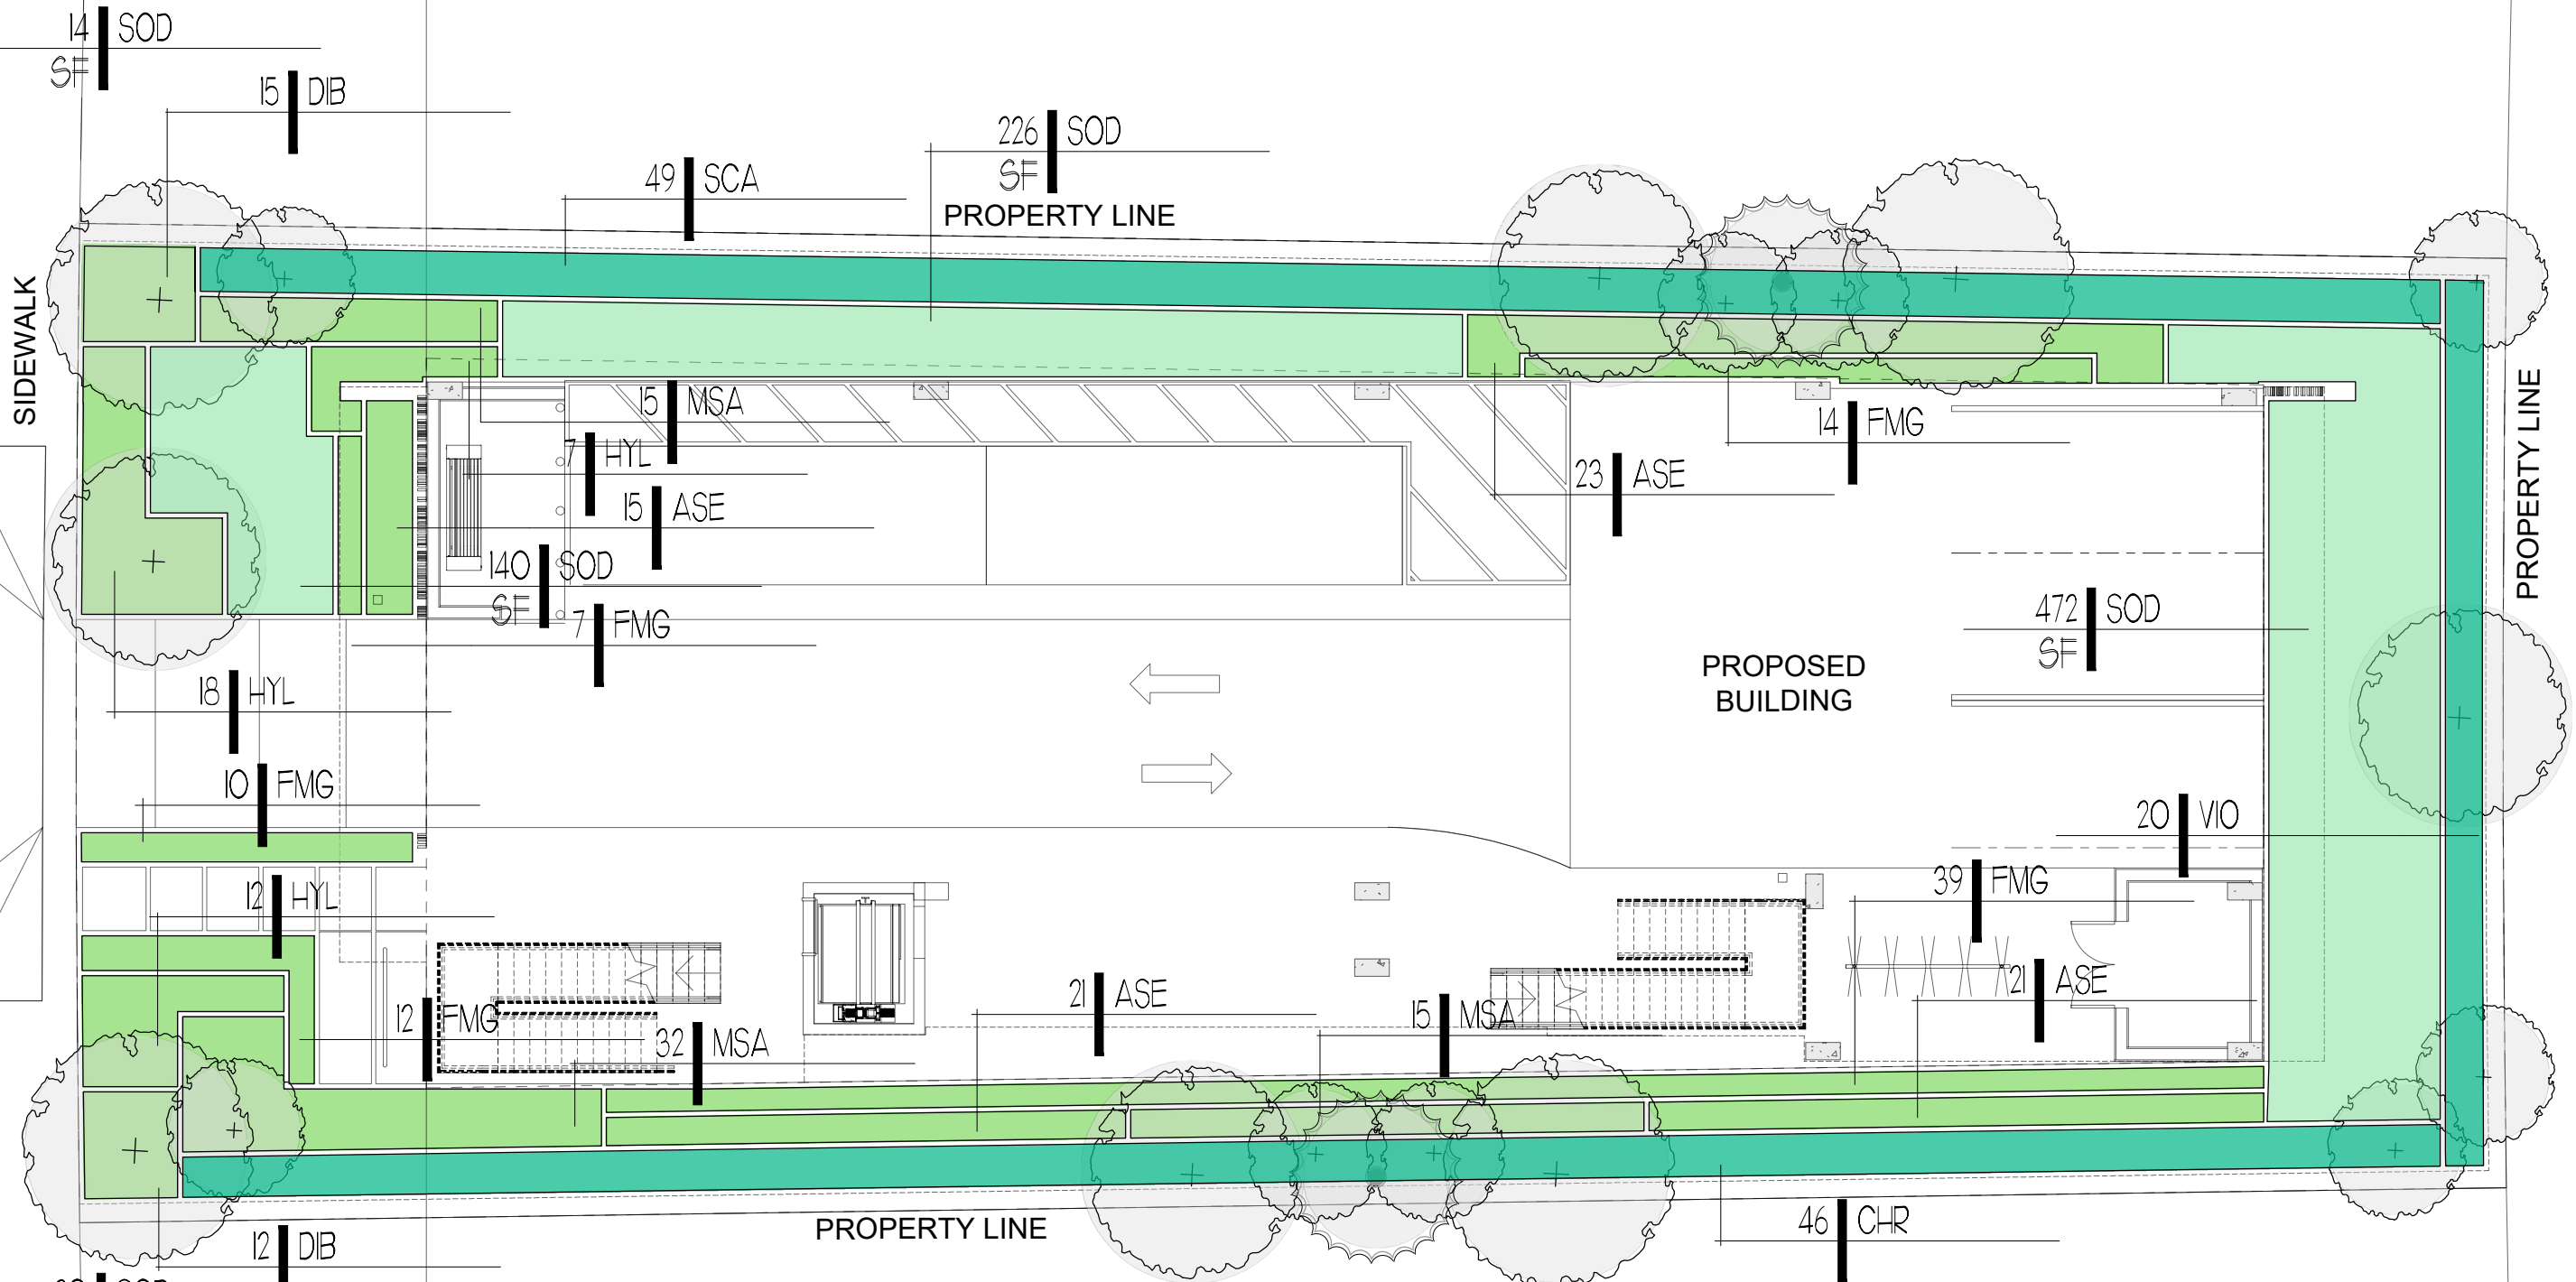 14 SOD
SF
15 DIB
226 SOD
SF
49 SCA
PROPERTY LINE
SIDEWALK
PROPERTY LINE
15 MSA
14 FMG
7 HYL
23 ASE
15 ASE
140 SOD
SF
7 FMG
472 SOD
SF
PROPOSED
BUILDING
18 HYL
10 FMG
20 VIO
12 HYL
39 FMG
21 ASE
21 ASE
15 MSA
12 FMG
32 MSA
PROPERTY LINE
46 CHR
12 DIB